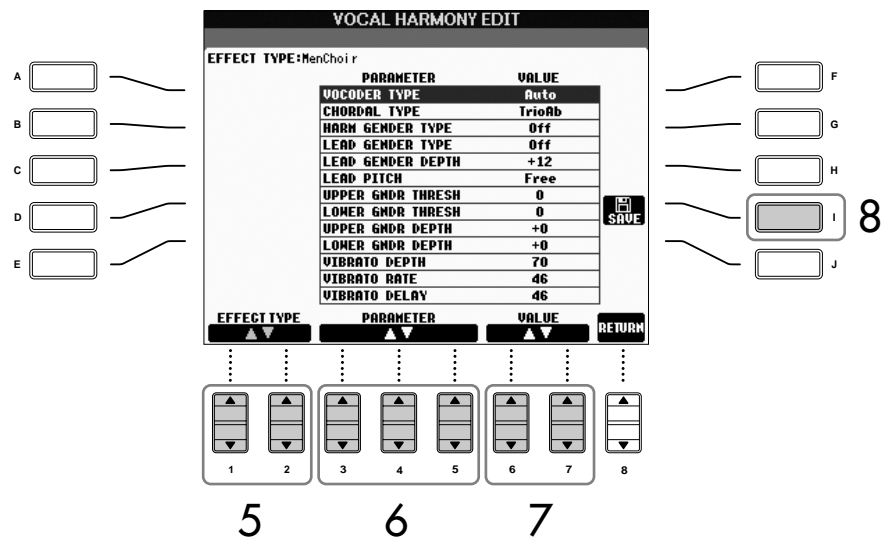 VOCAL HARMONY EDIT
EFFECT TYPE:MenChoir
PARAMETER VALUE
VOCODER TYPE Auto
CHORDAL TYPE TrioAb
HARM GENDER TYPE Off
LEAD GENDER TYPE Off
LEAD GENDER DEPTH +12
LEAD PITCH Free
UPPER GNDR THRESH 0
LOWER GNDR THRESH 0
UPPER GNDR DEPTH +0
LOWER GNDR DEPTH +0
VIBRATO DEPTH 70
VIBRATO RATE 46
VIBRATO DELAY 46
SAVE
EFFECT TYPE PARAMETER VALUE
RETURN
A
B
C
D
E
F
G
H
I 8
J
1 2 3 4 5 6 7 8
5 6 7